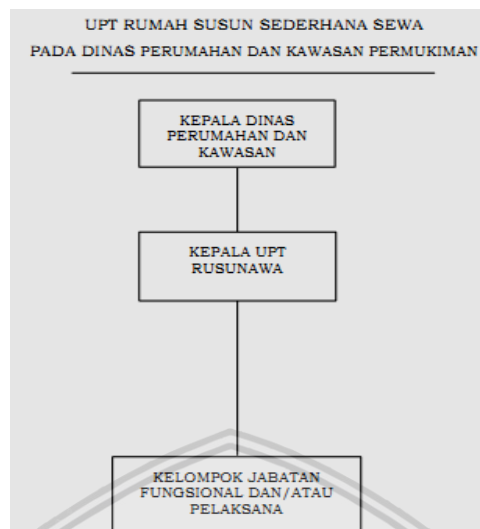 UPT RUMAH SUSUN SEDERHANA SEWA
PADA DINAS PERUMAHAN DAN KAWASAN PERMUKIMAN
KEPALA DINAS
PERUMAHAN DAN
KAWASAN
KEPALA UPT
RUSUNAWA
KELOMPOK JABATAN
FUNGSIONAL DAN/ATAU
PELAKSANA